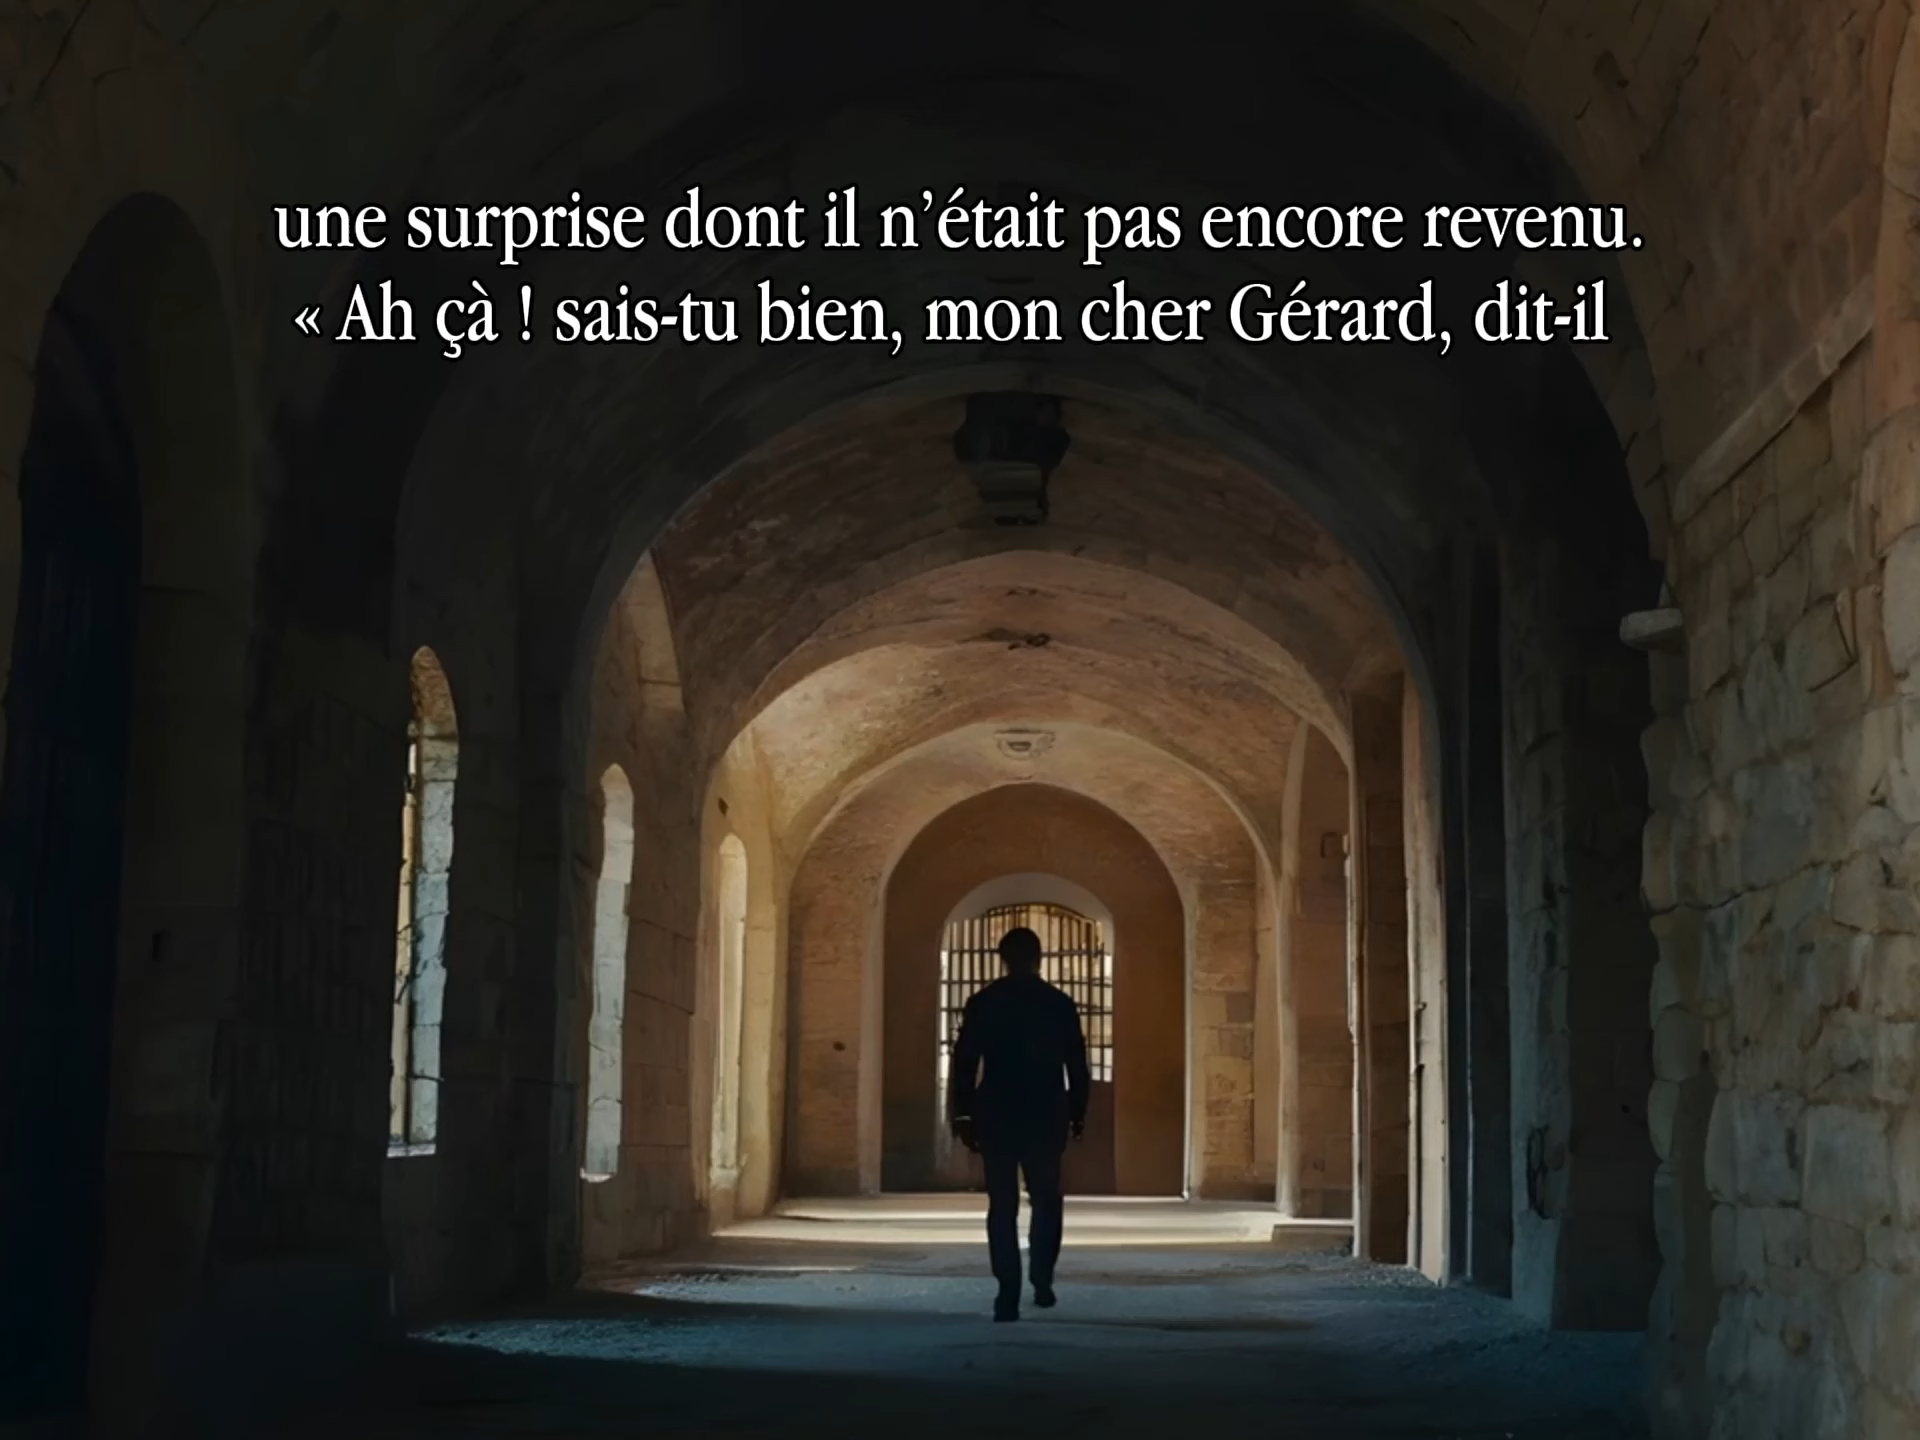 une surprise dont il n’était pas encore revenu.
« Ah çà ! sais-tu bien, mon cher Gérard, dit-il